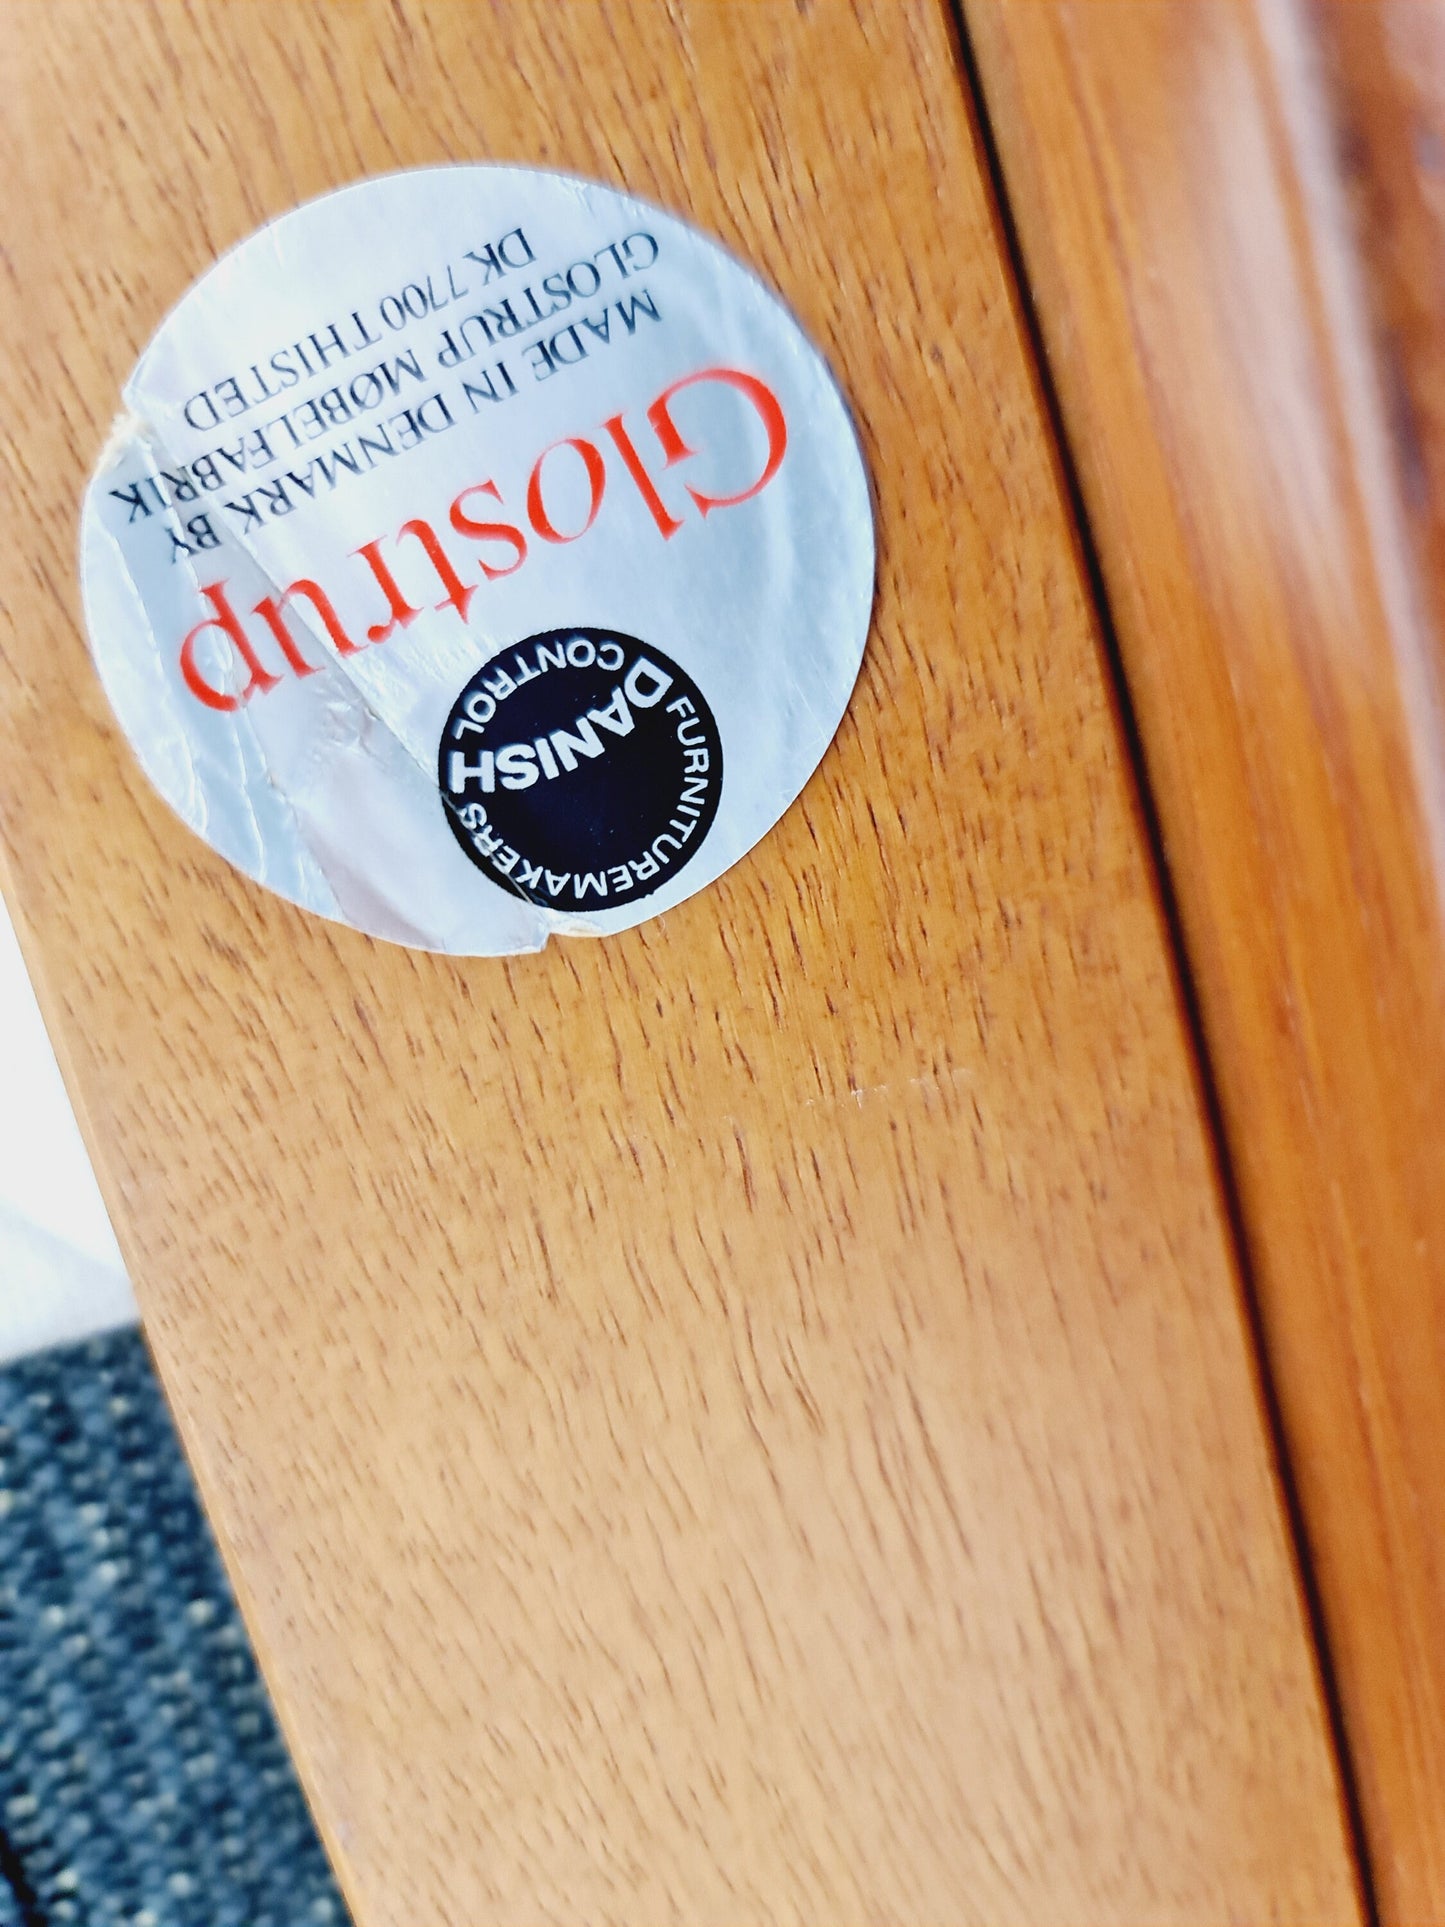 DANISH
FURNITUREMAKERS
CONTROL
Glostrup
MADE IN DENMARK BY
GLOSTRUP MØBELFABRIK
DK 7700 THISTED